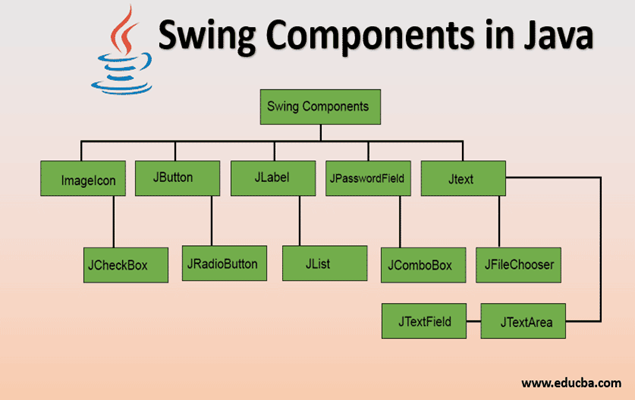 Swing Components in Java
Swing Components
ImageIcon
JButton
JLabel
JPasswordField
Jtext
JCheckBox
JRadioButton
JList
JComboBox
JFileChooser
JTextField
JTextArea
www.educba.com